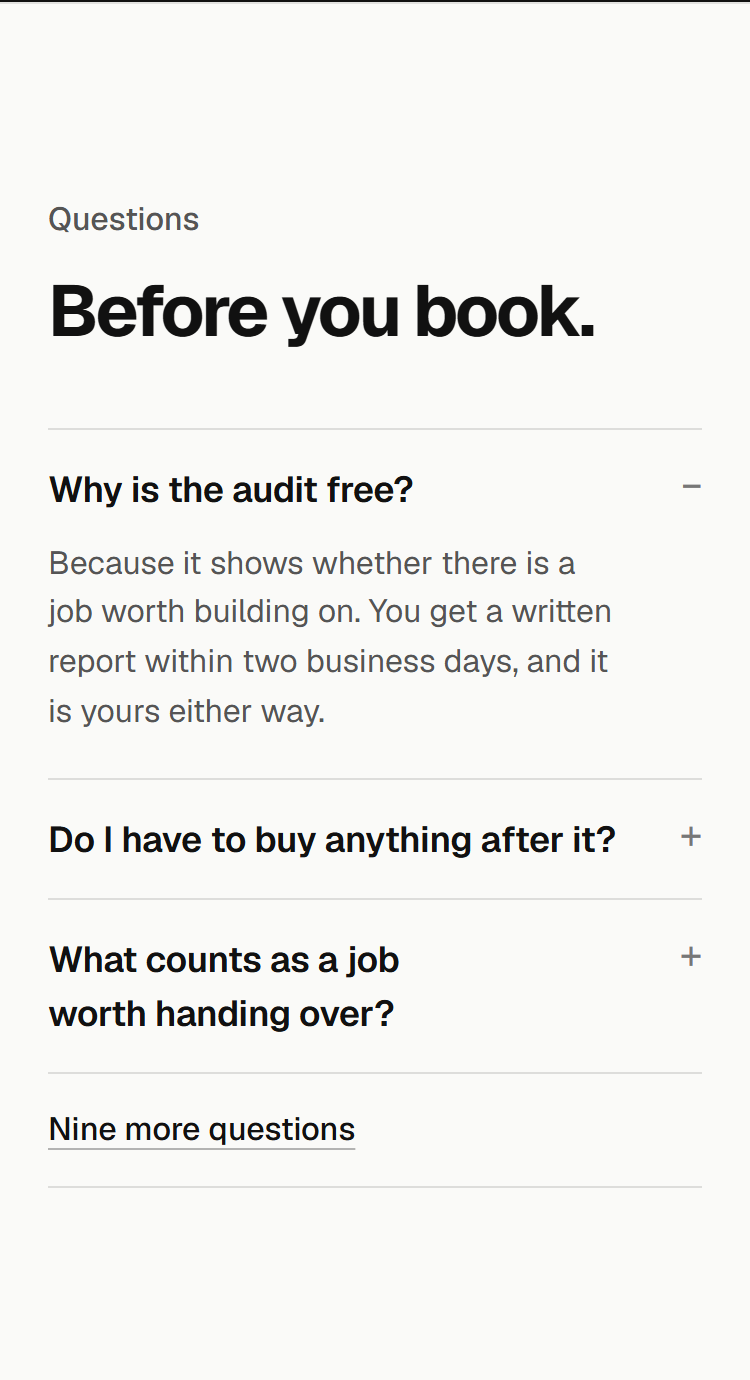 Questions
Before you book.
Why is the audit free?
−
Because it shows whether there is a
job worth building on. You get a written
report within two business days, and it
is yours either way.
Do I have to buy anything after it?
+
What counts as a job
+
worth handing over?
Nine more questions